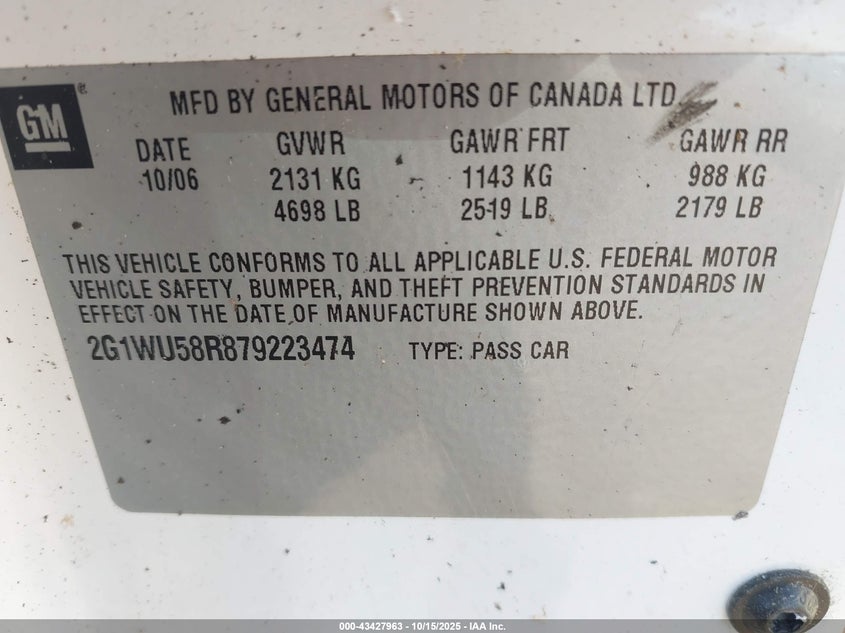 GM®
MFD BY GENERAL MOTORS OF CANADA LTD
DATE GVWR GAWR FRT GAWR RR
10/06 2131 KG 1143 KG 988 KG
4698 LB 2519 LB 2179 LB
THIS VEHICLE CONFORMS TO ALL APPLICABLE U.S. FEDERAL MOTOR
VEHICLE SAFETY, BUMPER, AND THEFT PREVENTION STANDARDS IN
EFFECT ON THE DATE OF MANUFACTURE SHOWN ABOVE.
2G1WU58R879223474 TYPE: PASS CAR
000-43427963 - 10/15/2025 - IAA Inc.